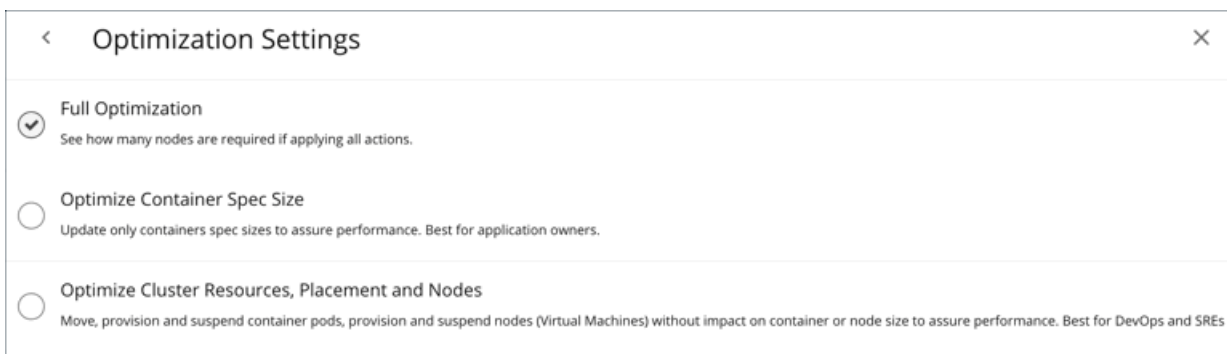 Optimization Settings
Full Optimization
See how many nodes are required if applying all actions.
Optimize Container Spec Size
Update only containers spec sizes to assure performance. Best for application owners.
Optimize Cluster Resources, Placement and Nodes
Move, provision and suspend container pods, provision and suspend nodes (Virtual Machines) without impact on container or node size to assure performance. Best for DevOps and SREs